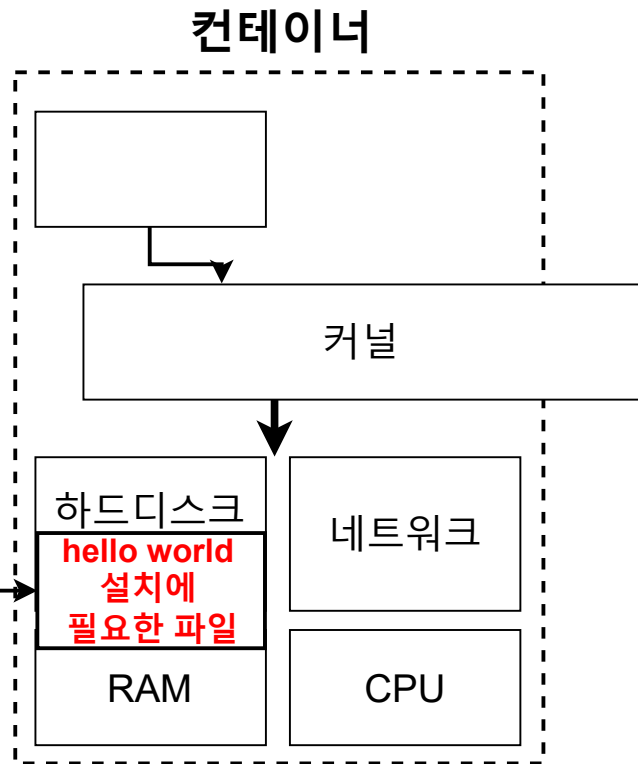 컨테이너
커널
하드디스크
네트워크
hello world
설치에
필요한 파일
RAM
CPU